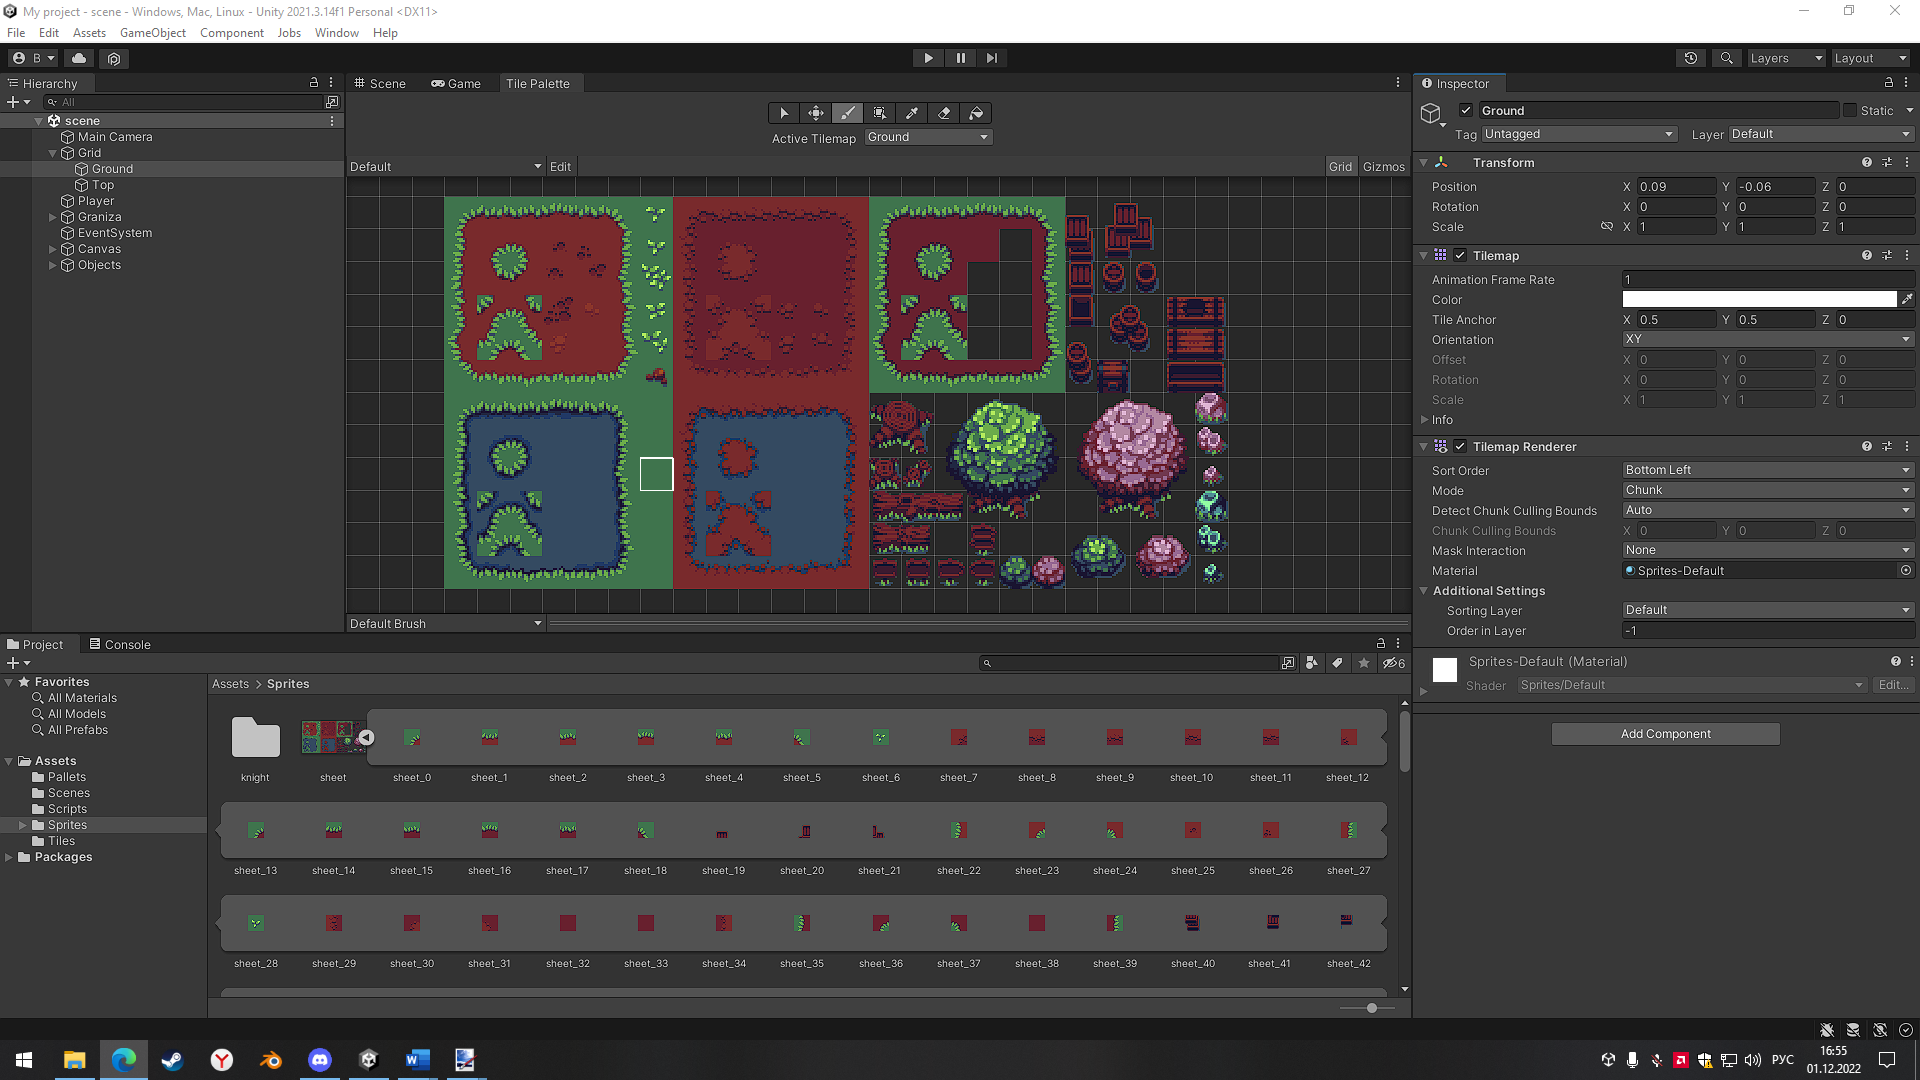 My project - scene - Windows, Mac, Linux - Unity 2021.3.14f1 Personal <DX11>
File Edit Assets GameObject Component Jobs Window Help
B Layers Layout
Hierarchy
All
scene
Main Camera
Grid
Ground
Top
Player
Graniza
EventSystem
Canvas
Objects
Scene Game Tile Palette
Active Tilemap Ground
Default Edit Grid Gizmos
Default Brush
Inspector
Ground Static
Tag Untagged Layer Default
Transform
Position X 0.09 Y -0.06 Z 0
Rotation X 0 Y 0 Z 0
Scale X 1 Y 1 Z 1
Tilemap
Animation Frame Rate 1
Color
Tile Anchor X 0.5 Y 0.5 Z 0
Orientation XY
Offset X 0 Y 0 Z 0
Rotation X 0 Y 0 Z 0
Scale X 1 Y 1 Z 1
Info
Tilemap Renderer
Sort Order Bottom Left
Mode Chunk
Detect Chunk Culling Bounds Auto
Chunk Culling Bounds X 0 Y 0 Z 0
Mask Interaction None
Material Sprites-Default
Additional Settings
Sorting Layer Default
Order in Layer -1
Sprites-Default (Material)
Shader Sprites/Default Edit...
Add Component
Project Console
6
Favorites
All Materials
All Models
All Prefabs
Assets
Pallets
Scenes
Scripts
Sprites
Tiles
Packages
Assets > Sprites
knight sheet sheet_0 sheet_1 sheet_2 sheet_3 sheet_4 sheet_5 sheet_6 sheet_7 sheet_8 sheet_9 sheet_10 sheet_11 sheet_12
sheet_13 sheet_14 sheet_15 sheet_16 sheet_17 sheet_18 sheet_19 sheet_20 sheet_21 sheet_22 sheet_23 sheet_24 sheet_25 sheet_26 sheet_27
sheet_28 sheet_29 sheet_30 sheet_31 sheet_32 sheet_33 sheet_34 sheet_35 sheet_36 sheet_37 sheet_38 sheet_39 sheet_40 sheet_41 sheet_42
РУС
16:55
01.12.2022